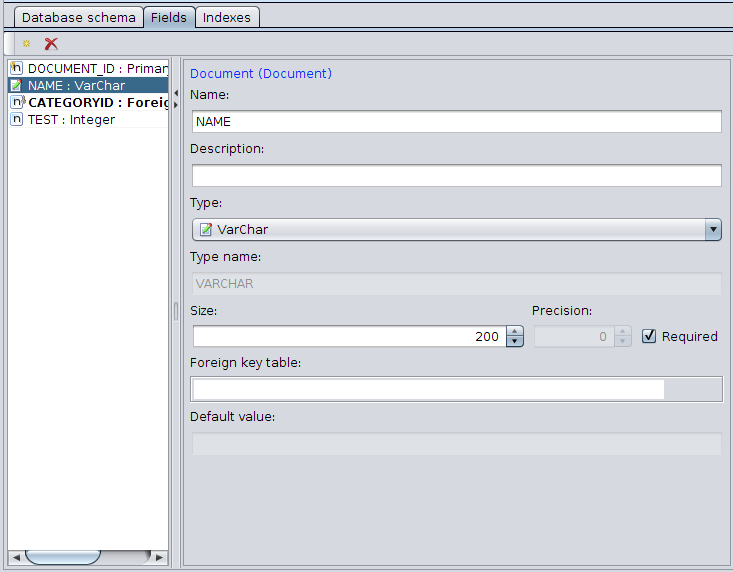 Database schema Fields Indexes
DOCUMENT_ID : Primar
NAME : VarChar
CATEGORYID : Foreig
TEST : Integer
Document (Document)
Name:
NAME
Description:
Type:
VarChar
Type name:
VARCHAR
Size: Precision:
200 0 Required
Foreign key table:
Default value: